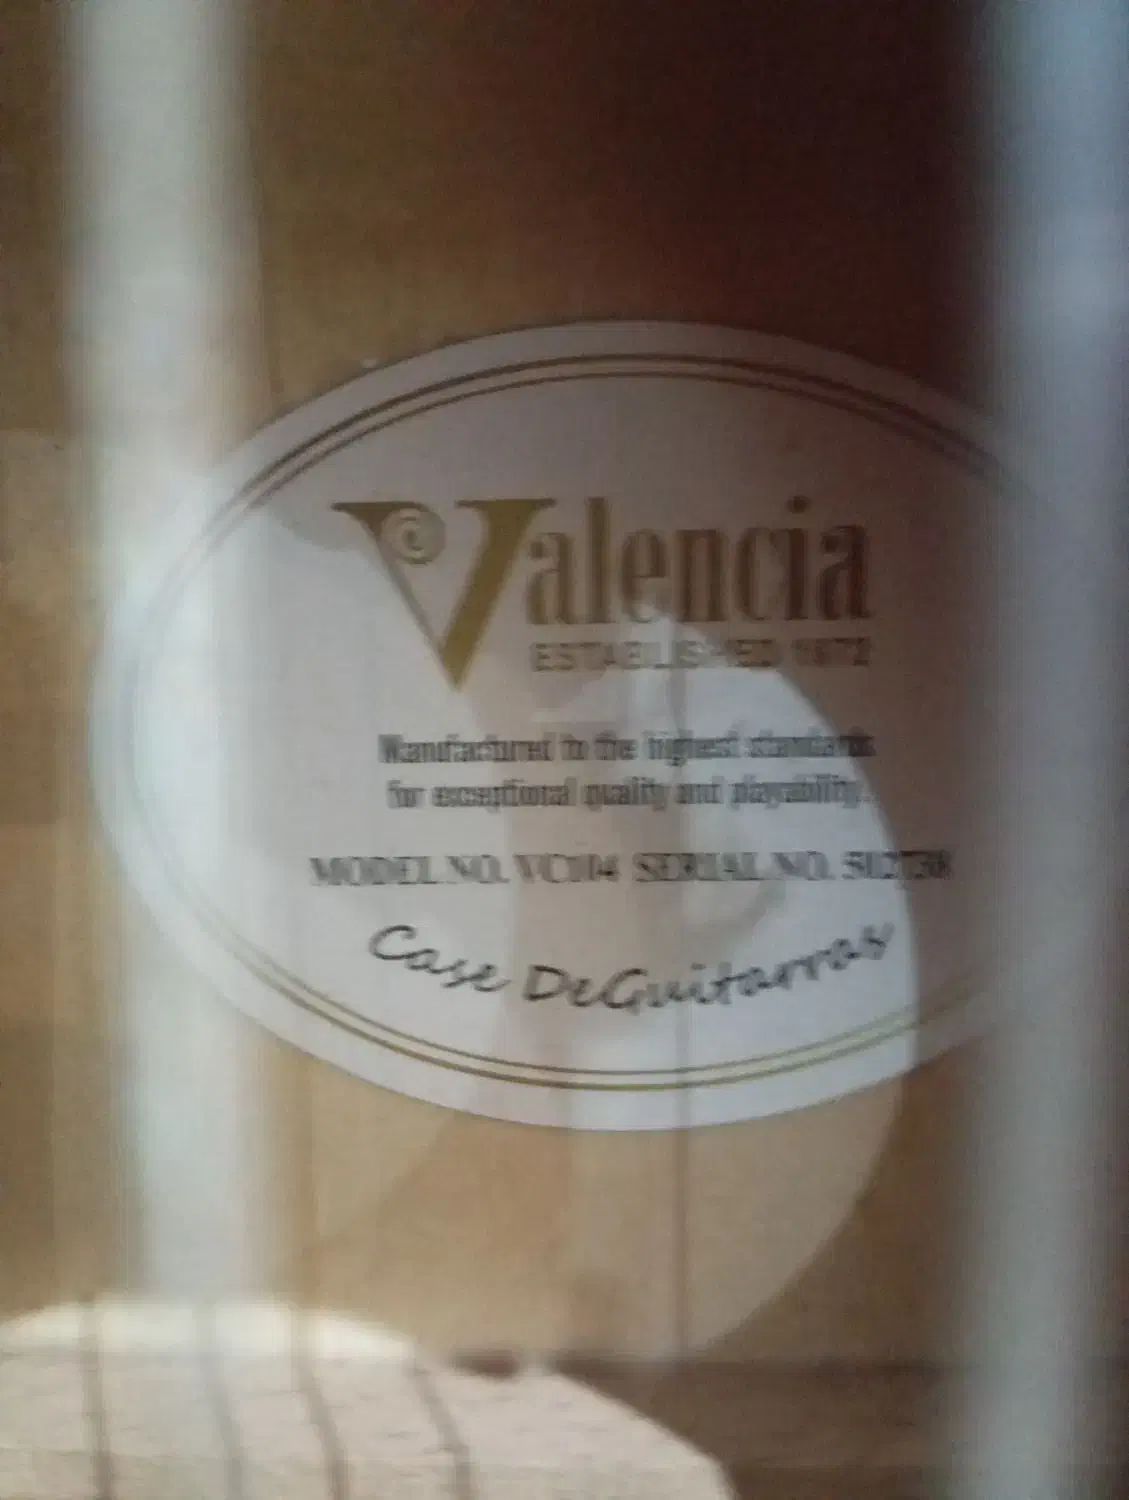 Valencia
ESTABLISHED 1972
Manufactured to the highest standards
for exceptional quality and playability...
MODEL NO. VC104 SERIAL NO.
Case DeGuitarras